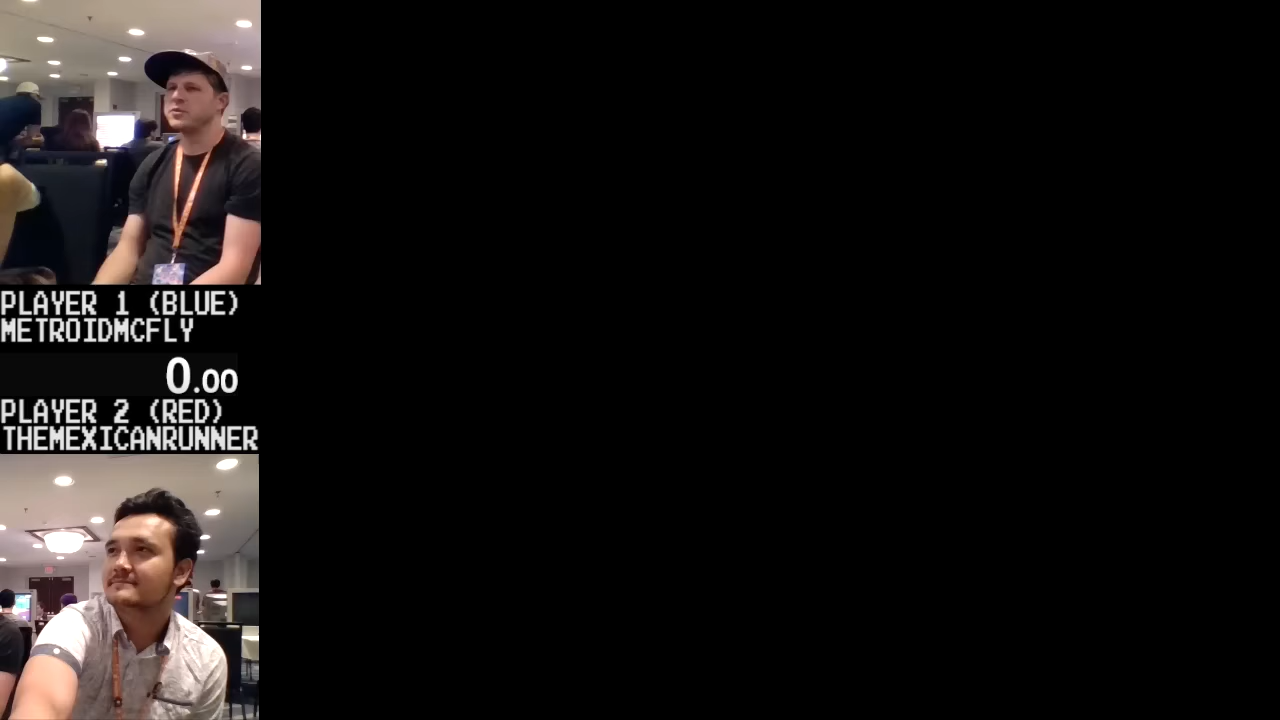 PLAYER 1 (BLUE)
METROIDMCFLY
0.00
PLAYER 2 (RED)
THEMEXICANRUNNER